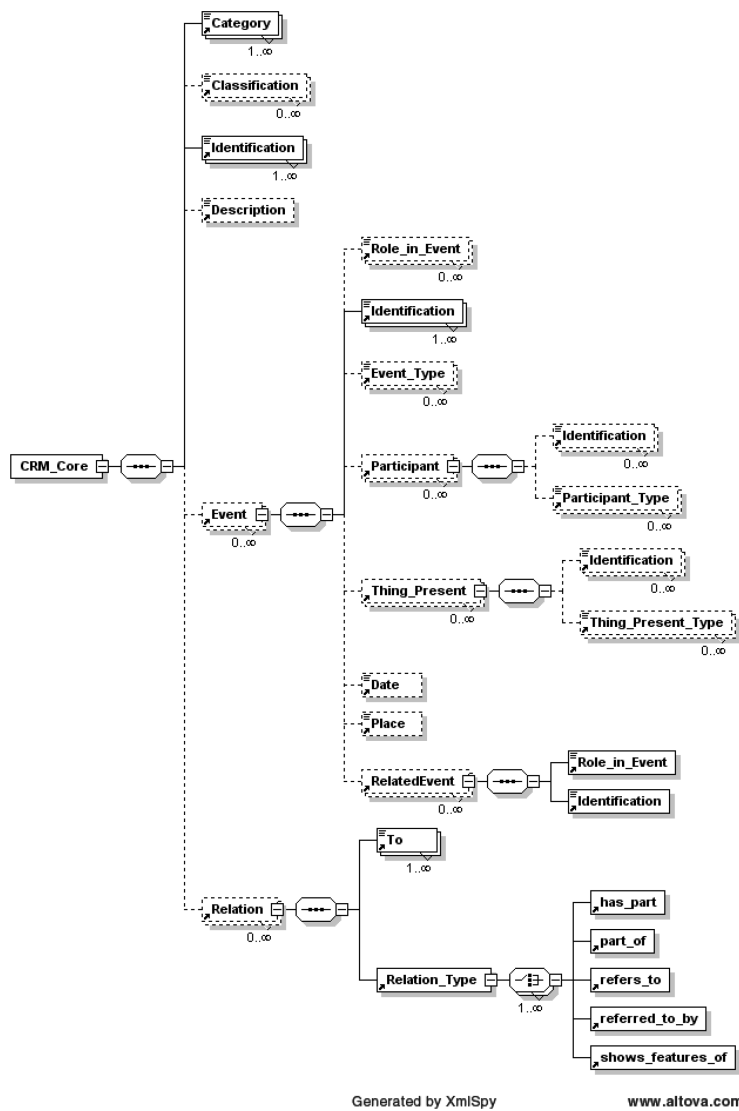 Category
1..∞
Classification
0..∞
Identification
1..∞
Description
Role_in_Event
0..∞
Identification
1..∞
Event_Type
0..∞
CRM_Core
Event
0..∞
Participant
0..∞
Identification
0..∞
Participant_Type
0..∞
Thing_Present
0..∞
Identification
0..∞
Thing_Present_Type
0..∞
Date
Place
RelatedEvent
0..∞
Role_in_Event
Identification
Relation
0..∞
To
1..∞
Relation_Type
1..∞
has_part
part_of
refers_to
referred_to_by
shows_features_of
Generated by XmlSpy www.altova.com